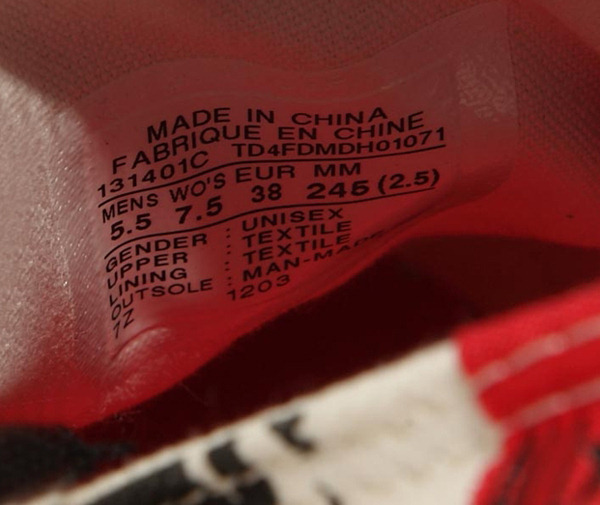 MADE IN CHINA
FABRIQUE EN CHINE
131401C TD4FDMDH01071
MENS WO'S EUR MM
5.5 7.5 38 245 (2.5)
GENDER : UNISEX
UPPER : TEXTILE
LINING : TEXTILE
OUTSOLE : MAN-MADE
7Z 1203